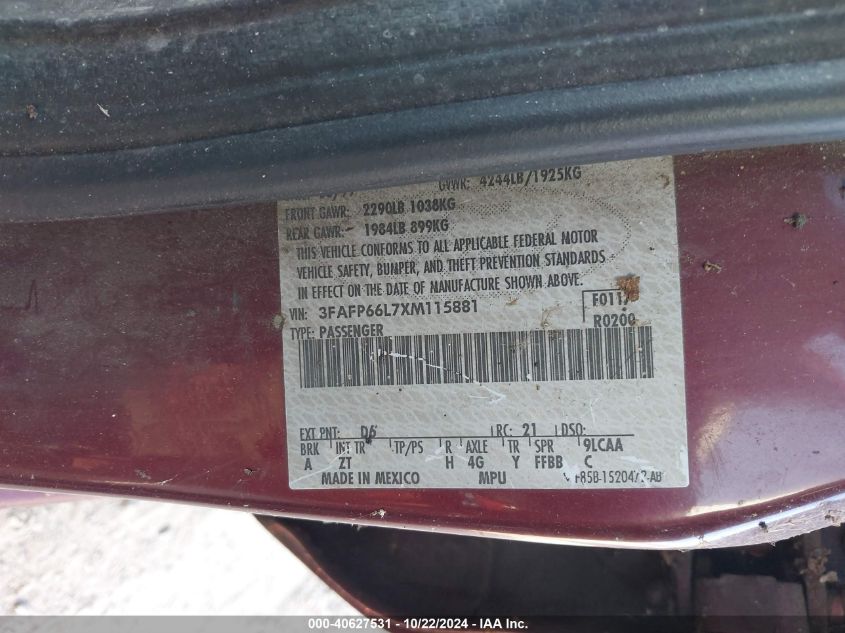 GVWR: 4244LB/1925KG
FRONT GAWR: 2290LB 1038KG
REAR GAWR: 1984LB 899KG
THIS VEHICLE CONFORMS TO ALL APPLICABLE FEDERAL MOTOR
VEHICLE SAFETY, BUMPER, AND THEFT PREVENTION STANDARDS
IN EFFECT ON THE DATE OF MANUFACTURE SHOWN ABOVE.
VIN: 3FAFP66L7XM115881 F0117
TYPE: PASSENGER R0200
EXT PNT: D6 RC: 21 DSO:
BRK INT TR TP/PS R AXLE TR SPR 9LCAA
A ZT H 4G Y FFBB C
MADE IN MEXICO MPU
000-40627531 - 10/22/2024 - IAA Inc.